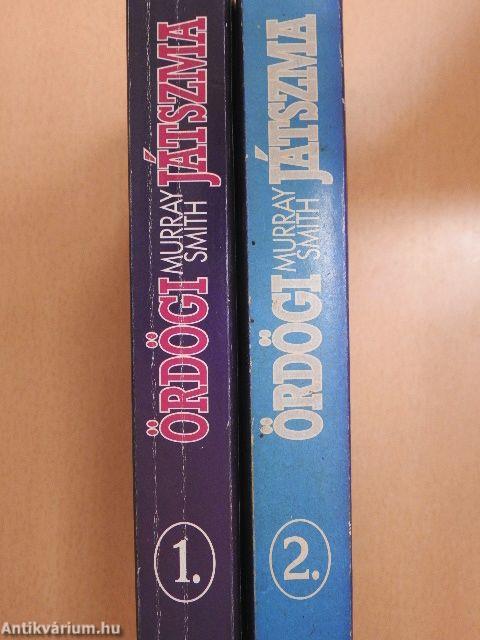 ÖRDÖGI
MURRAY
SMITH
JÁTSZMA
1.
ÖRDÖGI
MURRAY
SMITH
JÁTSZMA
2.
Antikvárium.hu